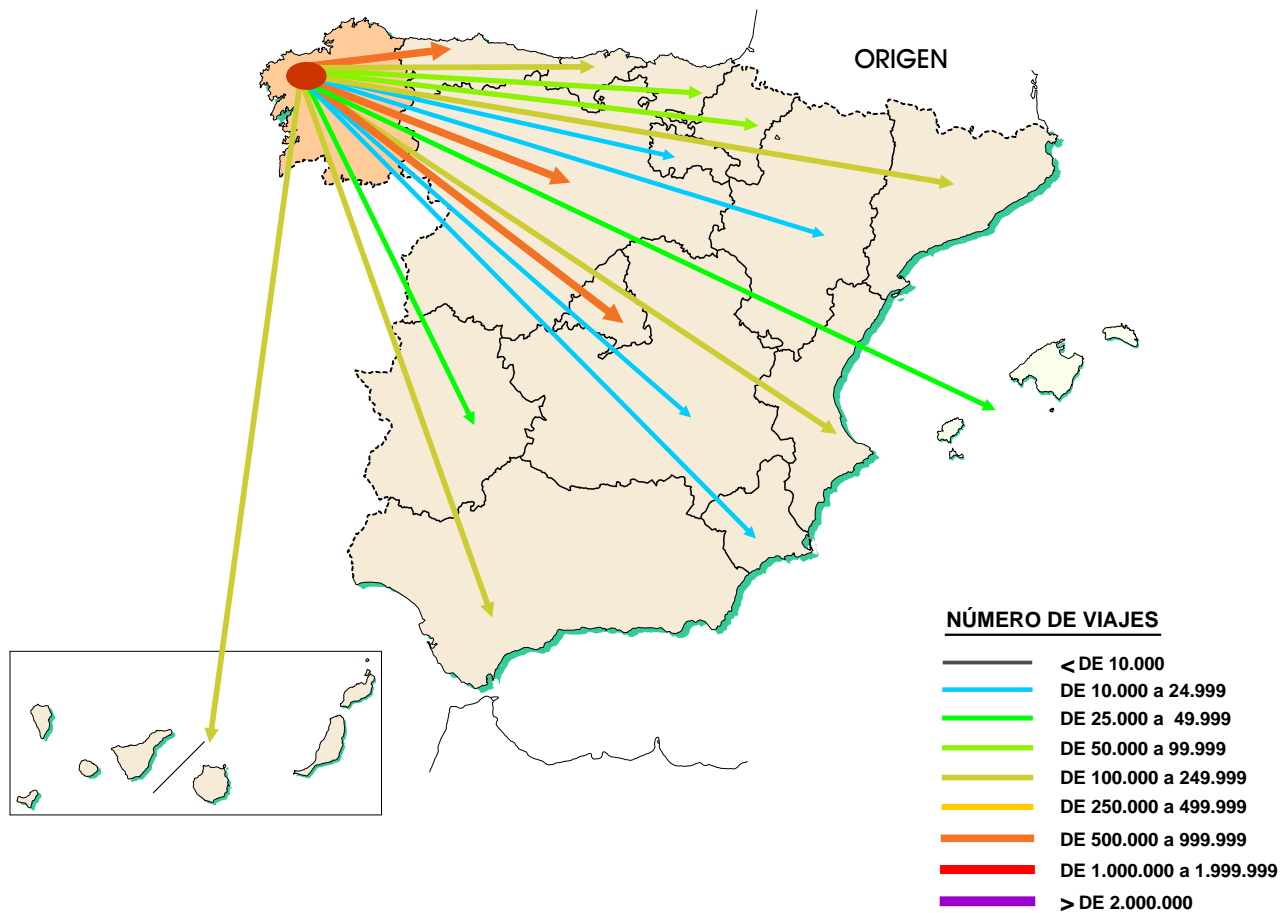 ORIGEN
NÚMERO DE VIAJES
< DE 10.000
DE 10.000 a 24.999
DE 25.000 a 49.999
DE 50.000 a 99.999
DE 100.000 a 249.999
DE 250.000 a 499.999
DE 500.000 a 999.999
DE 1.000.000 a 1.999.999
> DE 2.000.000